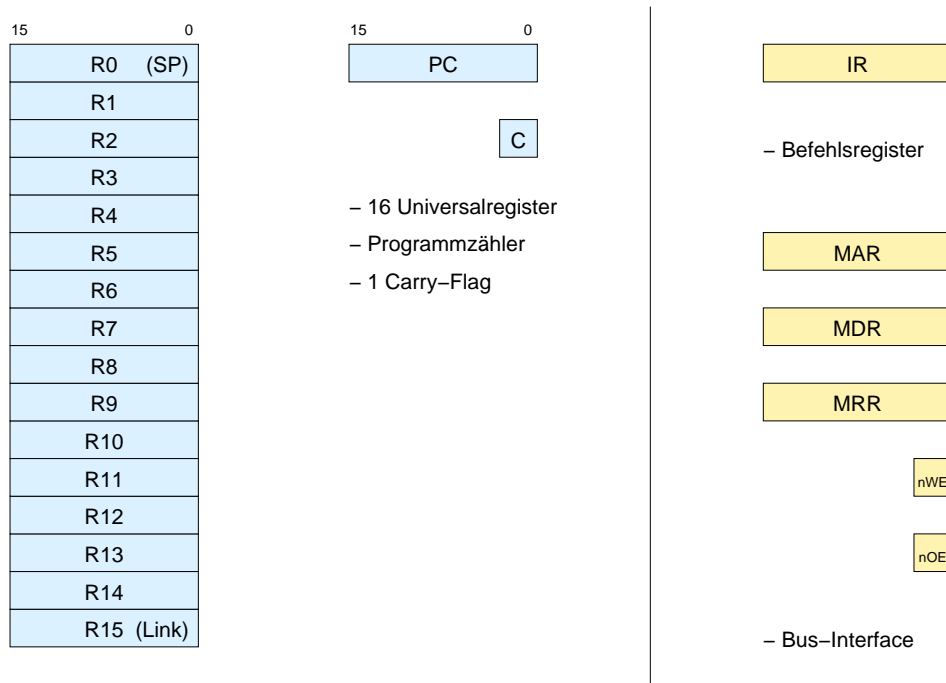 15 0
R0 (SP)
R1
R2
R3
R4
R5
R6
R7
R8
R9
R10
R11
R12
R13
R14
R15 (Link)
15 0
PC
C
− 16 Universalregister
− Programmzähler
− 1 Carry−Flag
IR
− Befehlsregister
MAR
MDR
MRR
nWE
nOE
− Bus−Interface